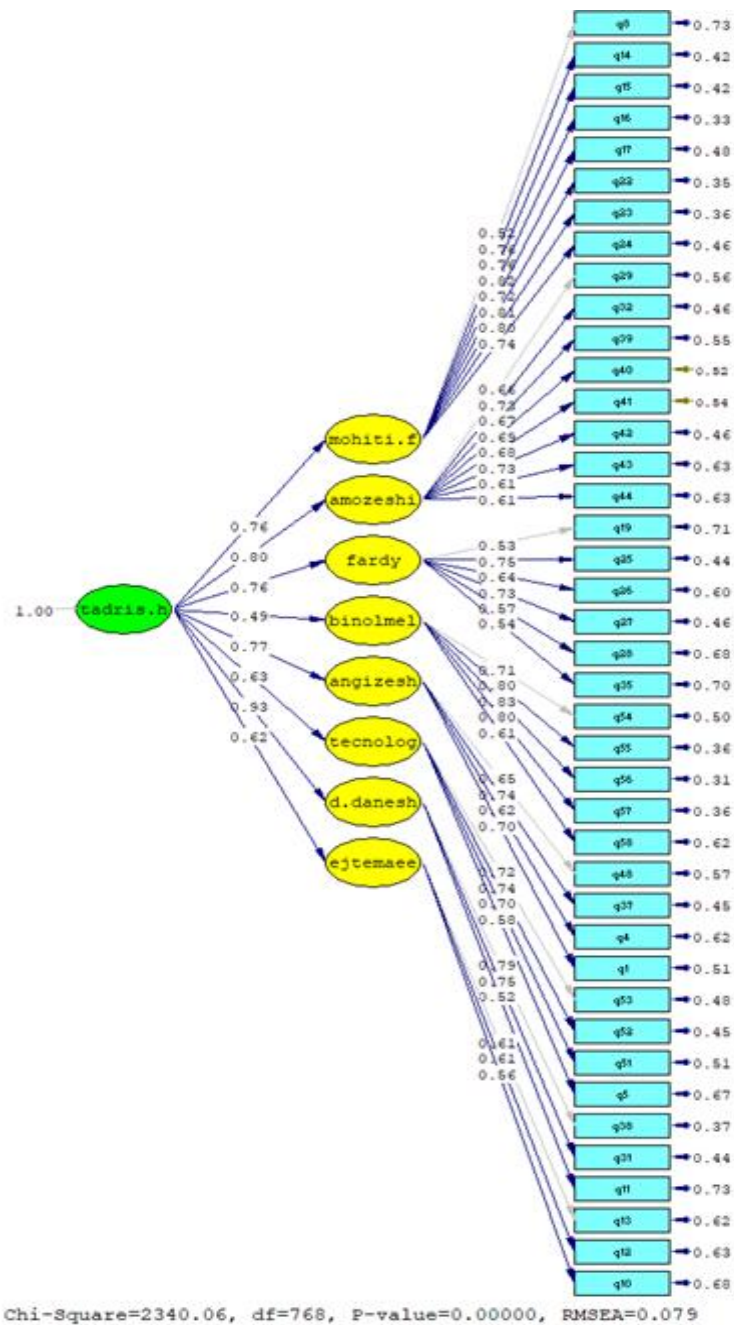 1.00
tadris.h
0.76
0.80
0.76
0.49
0.77
0.63
0.93
0.62
mohiti.f
amozeshi
fardy
binolmel
angizesh
tecnolog
d.danesh
ejtemaee
0.52
0.76
0.76
0.82
0.72
0.81
0.80
0.74
0.66
0.73
0.67
0.69
0.68
0.73
0.61
0.61
0.53
0.75
0.64
0.73
0.57
0.54
0.71
0.80
0.83
0.80
0.61
0.65
0.74
0.62
0.70
0.72
0.74
0.70
0.58
0.79
0.75
0.52
0.61
0.61
0.56
0.73
q14 0.42
q15 0.42
q16 0.33
q17 0.48
q22 0.35
q23 0.36
q24 0.46
q29 0.56
q32 0.46
q39 0.55
q40 0.52
q41 0.54
q42 0.46
q43 0.63
q44 0.63
q19 0.71
q25 0.44
q26 0.60
q27 0.46
q28 0.68
q35 0.70
q54 0.50
q55 0.36
q56 0.31
q57 0.36
q58 0.62
q48 0.57
q37 0.45
q4 0.62
q1 0.51
q53 0.48
q52 0.45
q51 0.51
q5 0.67
q38 0.37
q31 0.44
q11 0.73
q13 0.62
q12 0.63
q10 0.68
Chi-Square=2340.06, df=768, P-value=0.00000, RMSEA=0.079